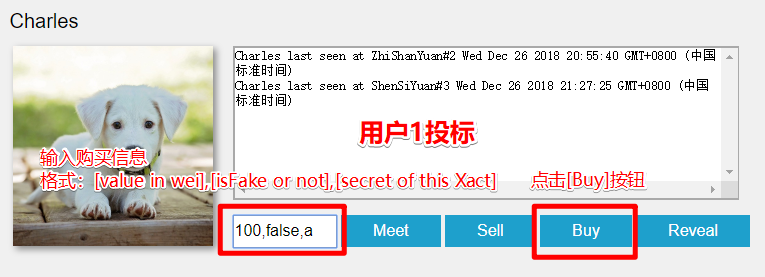 Charles
Charles last seen at ZhiShanYuan#2 Wed Dec 26 2018 20:55:40 GMT+0800 (中国
标准时间)
Charles last seen at ShenSiYuan#3 Wed Dec 26 2018 21:27:25 GMT+0800 (中国
标准时间)
用户1投标
输入购买信息
格式：[value in wei],[isFake or not],[secret of this Xact]
点击[Buy]按钮
100,false,a
Meet
Sell
Buy
Reveal